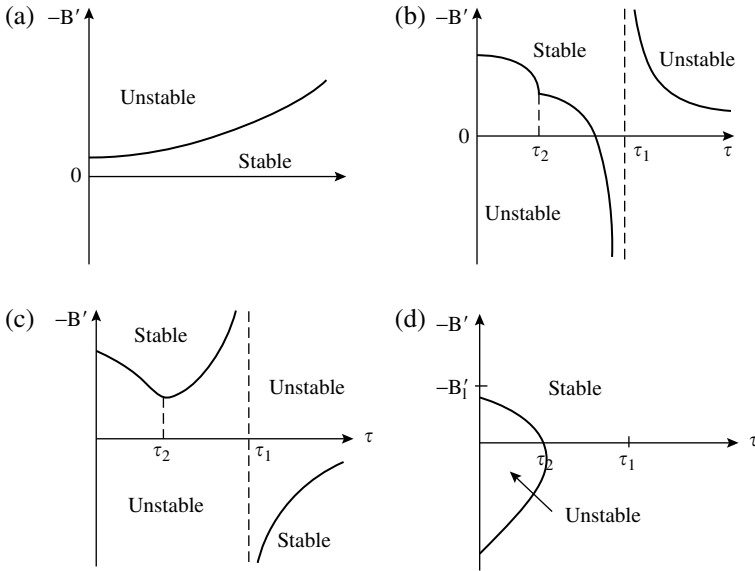 (a)
−B′
Unstable
Stable
0
(b)
−B′
Stable
Unstable
0
τ2
τ1
τ
Unstable
(c)
−B′
Stable
Unstable
τ2
τ1
τ
Unstable
Stable
(d)
−B′
−B′1
Stable
τ2
τ1
τ
Unstable